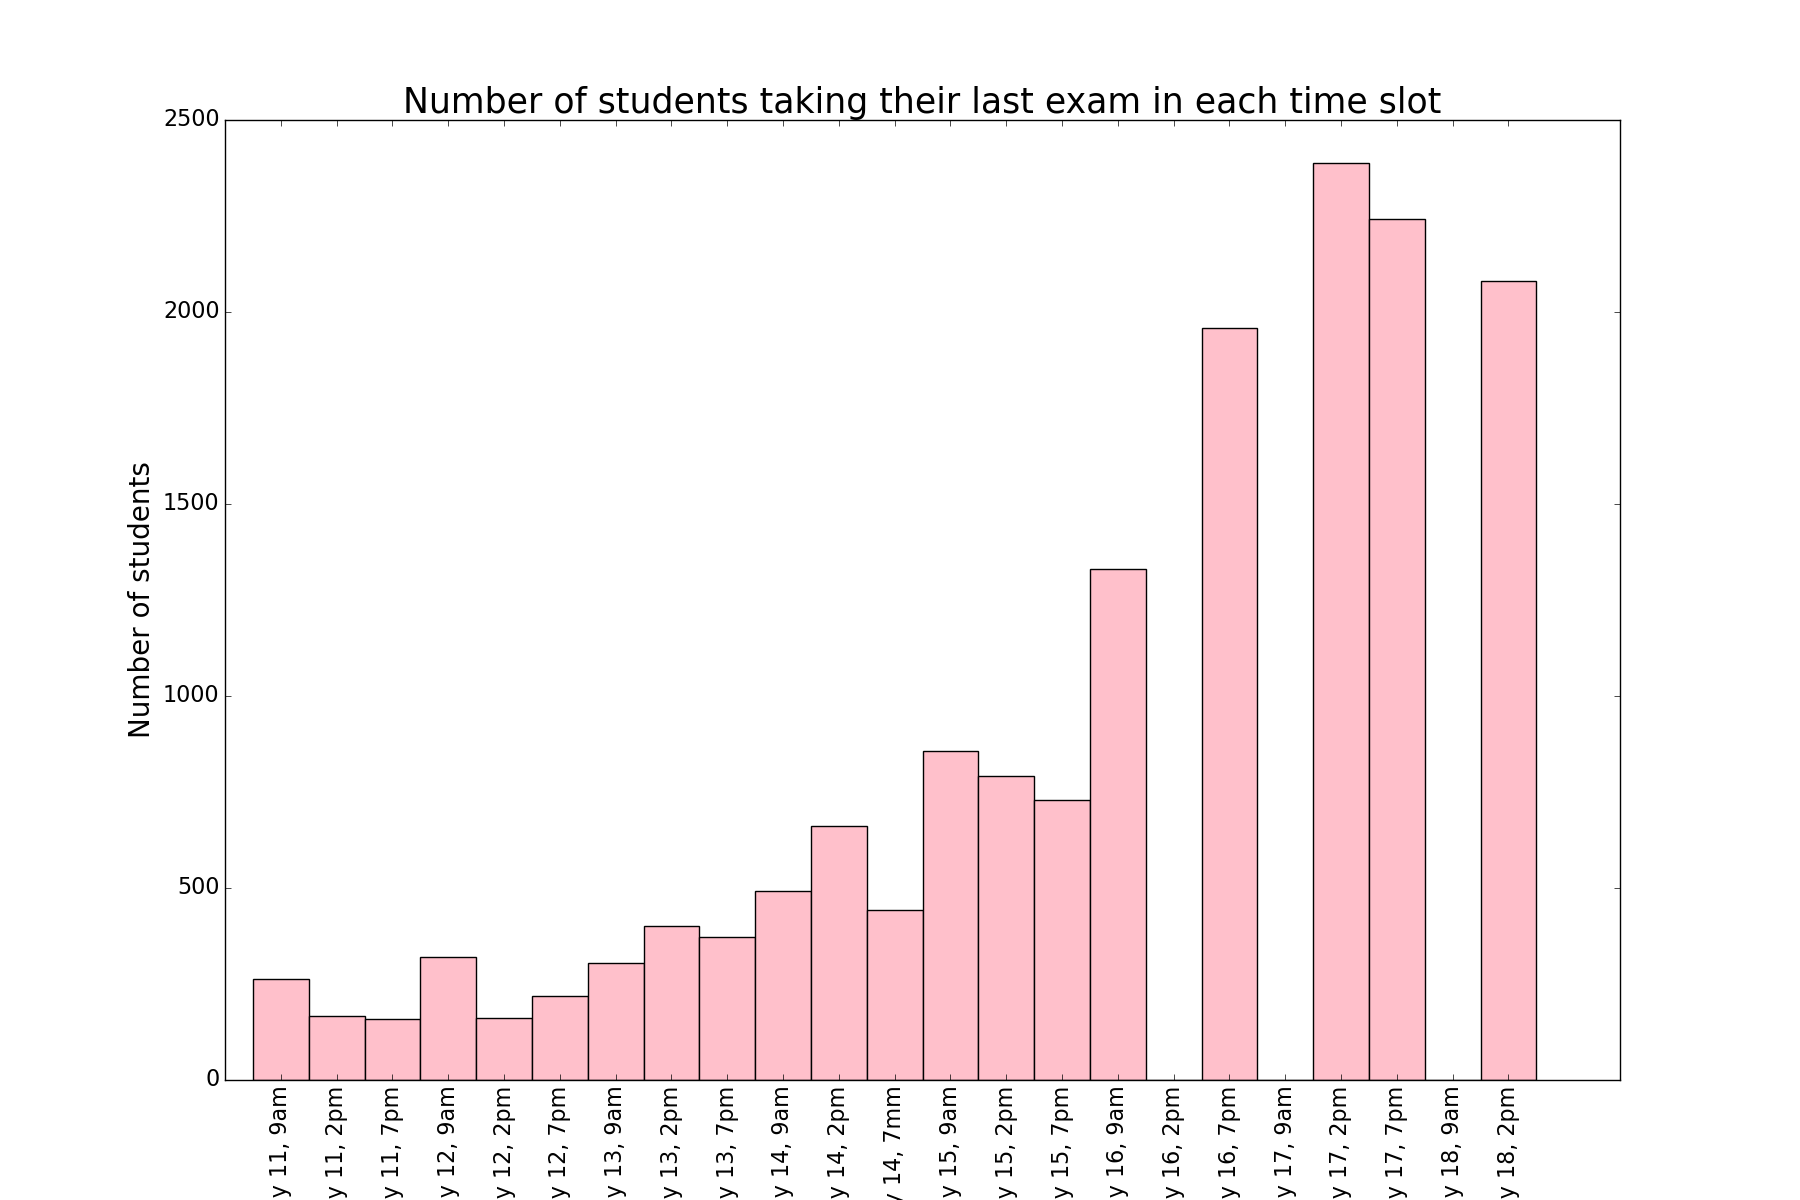 Number of students taking their last exam in each time slot
Number of students
2500
2000
1500
1000
500
0
y 11, 9am
y 11, 2pm
y 11, 7pm
y 12, 9am
y 12, 2pm
y 12, 7pm
y 13, 9am
y 13, 2pm
y 13, 7pm
y 14, 9am
y 14, 2pm
y 14, 7mm
y 15, 9am
y 15, 2pm
y 15, 7pm
y 16, 9am
y 16, 2pm
y 16, 7pm
y 17, 9am
y 17, 2pm
y 17, 7pm
y 18, 9am
y 18, 2pm